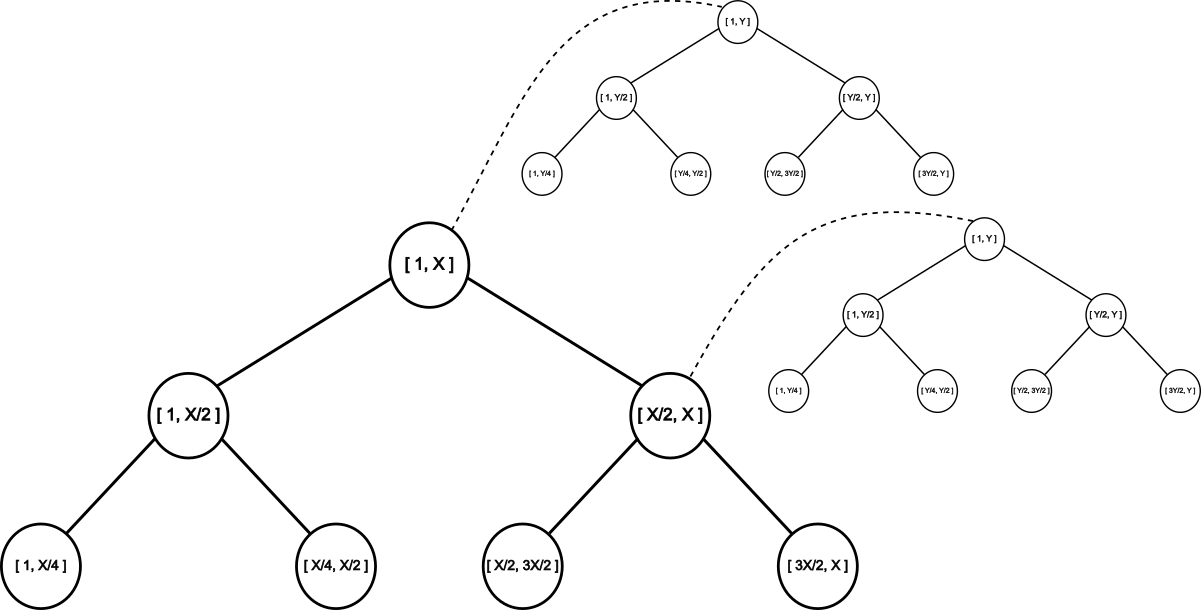 [ 1, Y ]
[ 1, Y/2 ]
[ Y/2, Y ]
[ 1, Y/4 ]
[ Y/4, Y/2 ]
[ Y/2, 3Y/2 ]
[ 3Y/2, Y ]
[ 1, X ]
[ 1, Y ]
[ 1, Y/2 ]
[ Y/2, Y ]
[ 1, Y/4 ]
[ Y/4, Y/2 ]
[ Y/2, 3Y/2 ]
[ 3Y/2, Y ]
[ 1, X/2 ]
[ X/2, X ]
[ 1, X/4 ]
[ X/4, X/2 ]
[ X/2, 3X/2 ]
[ 3X/2, X ]